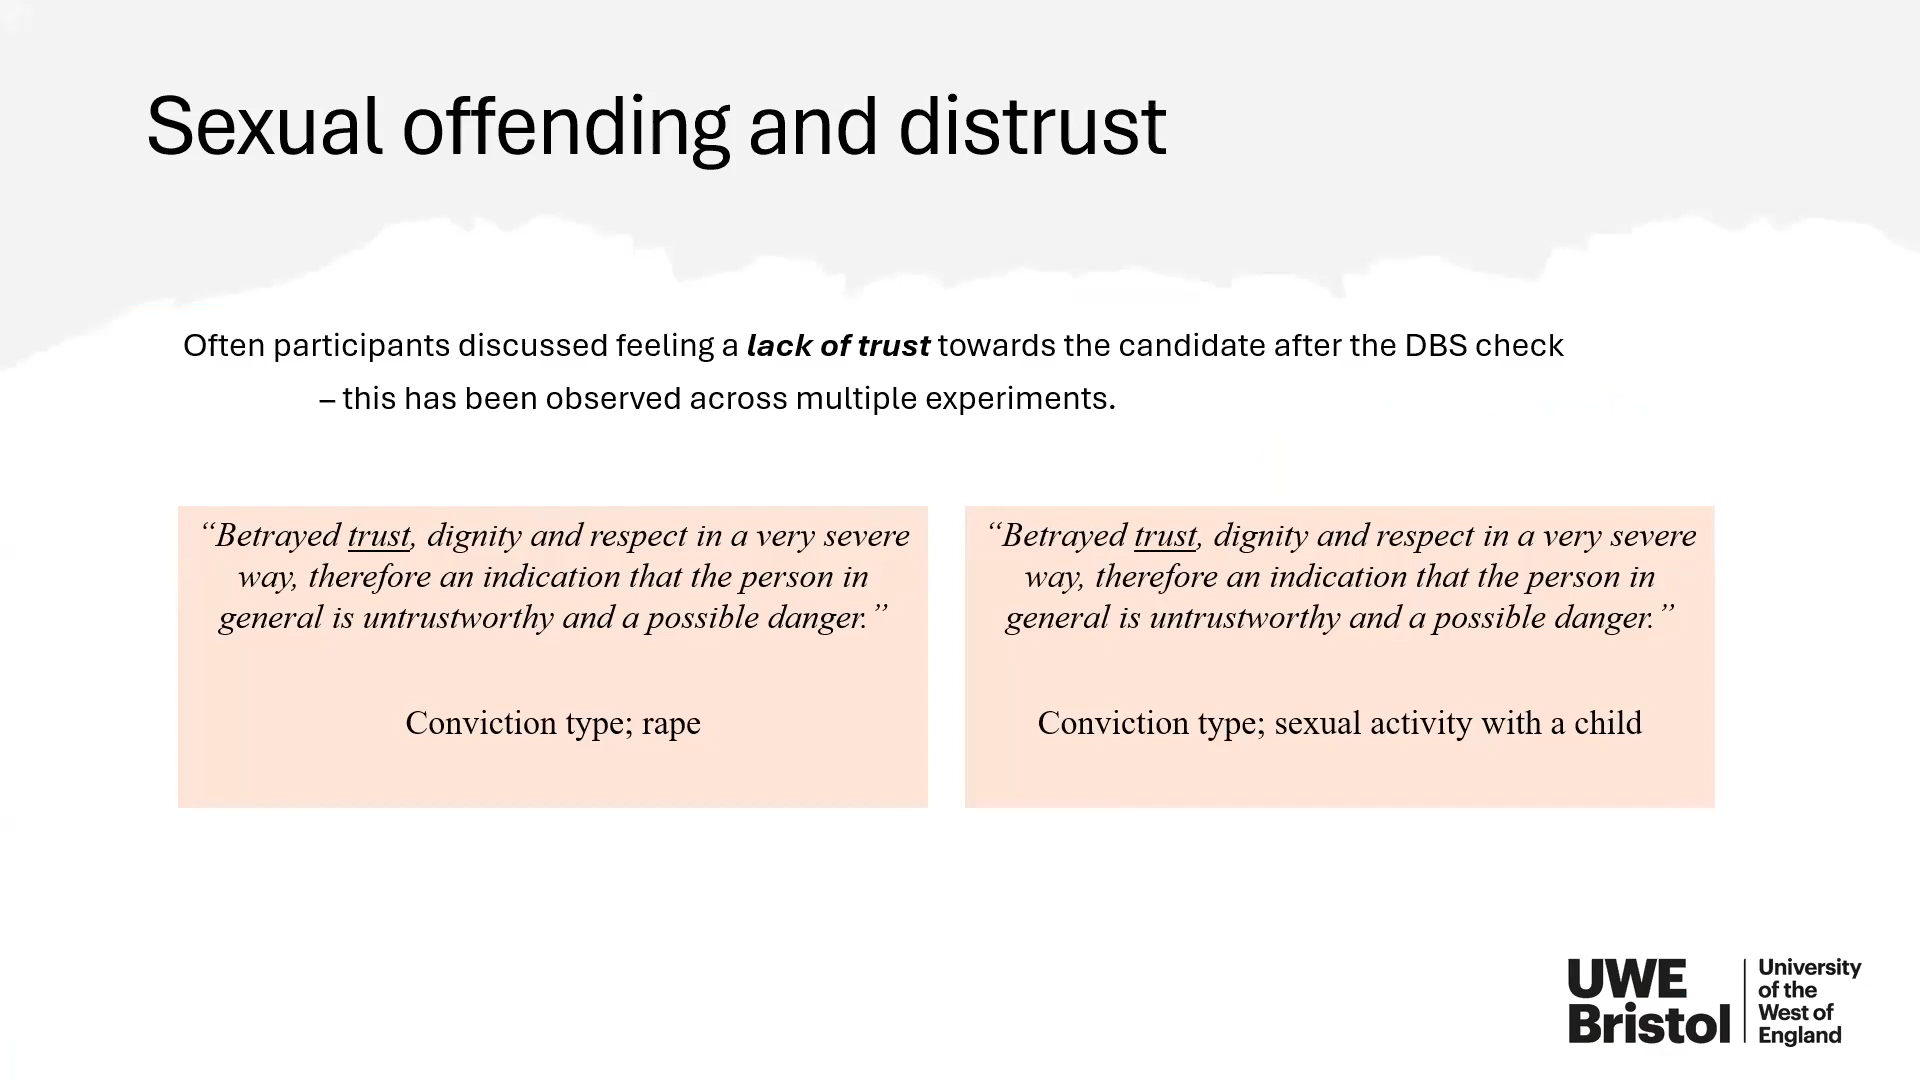 Sexual offending and distrust
Often participants discussed feeling a lack of trust towards the candidate after the DBS check
– this has been observed across multiple experiments.
“Betrayed trust, dignity and respect in a very severe
way, therefore an indication that the person in
general is untrustworthy and a possible danger.”
Conviction type; rape
“Betrayed trust, dignity and respect in a very severe
way, therefore an indication that the person in
general is untrustworthy and a possible danger.”
Conviction type; sexual activity with a child
UWE
Bristol
University
of the
West of
England